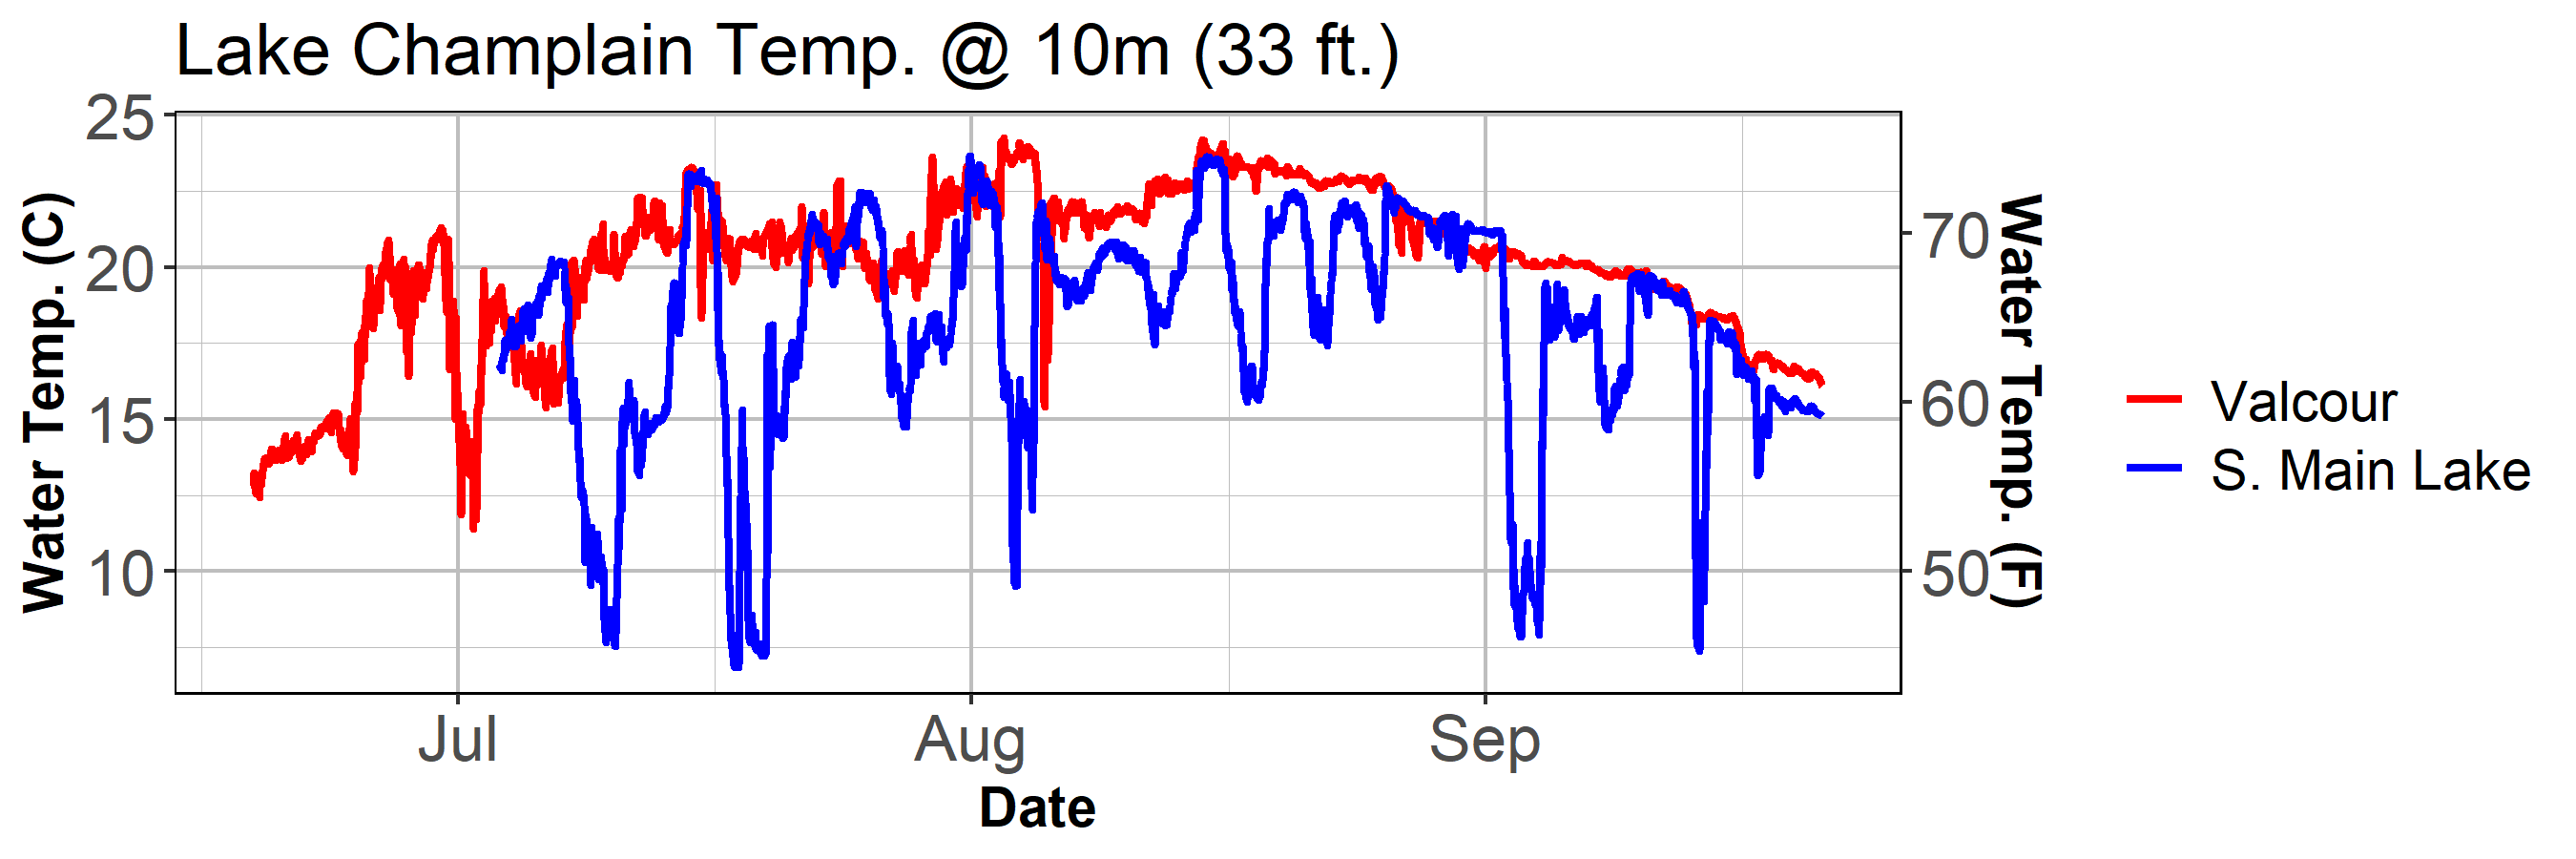 Lake Champlain Temp. @ 10m (33 ft.)
Water Temp. (C)
25
20
15
10
Water Temp. (F)
70
60
50
Jul
Aug
Sep
Date
Valcour
S. Main Lake